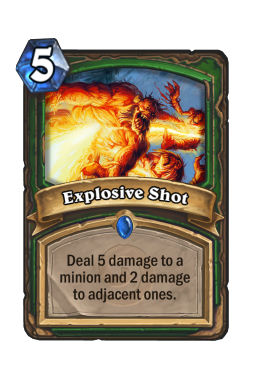 5
Explosive Shot
Deal 5 damage to a
minion and 2 damage
to adjacent ones.